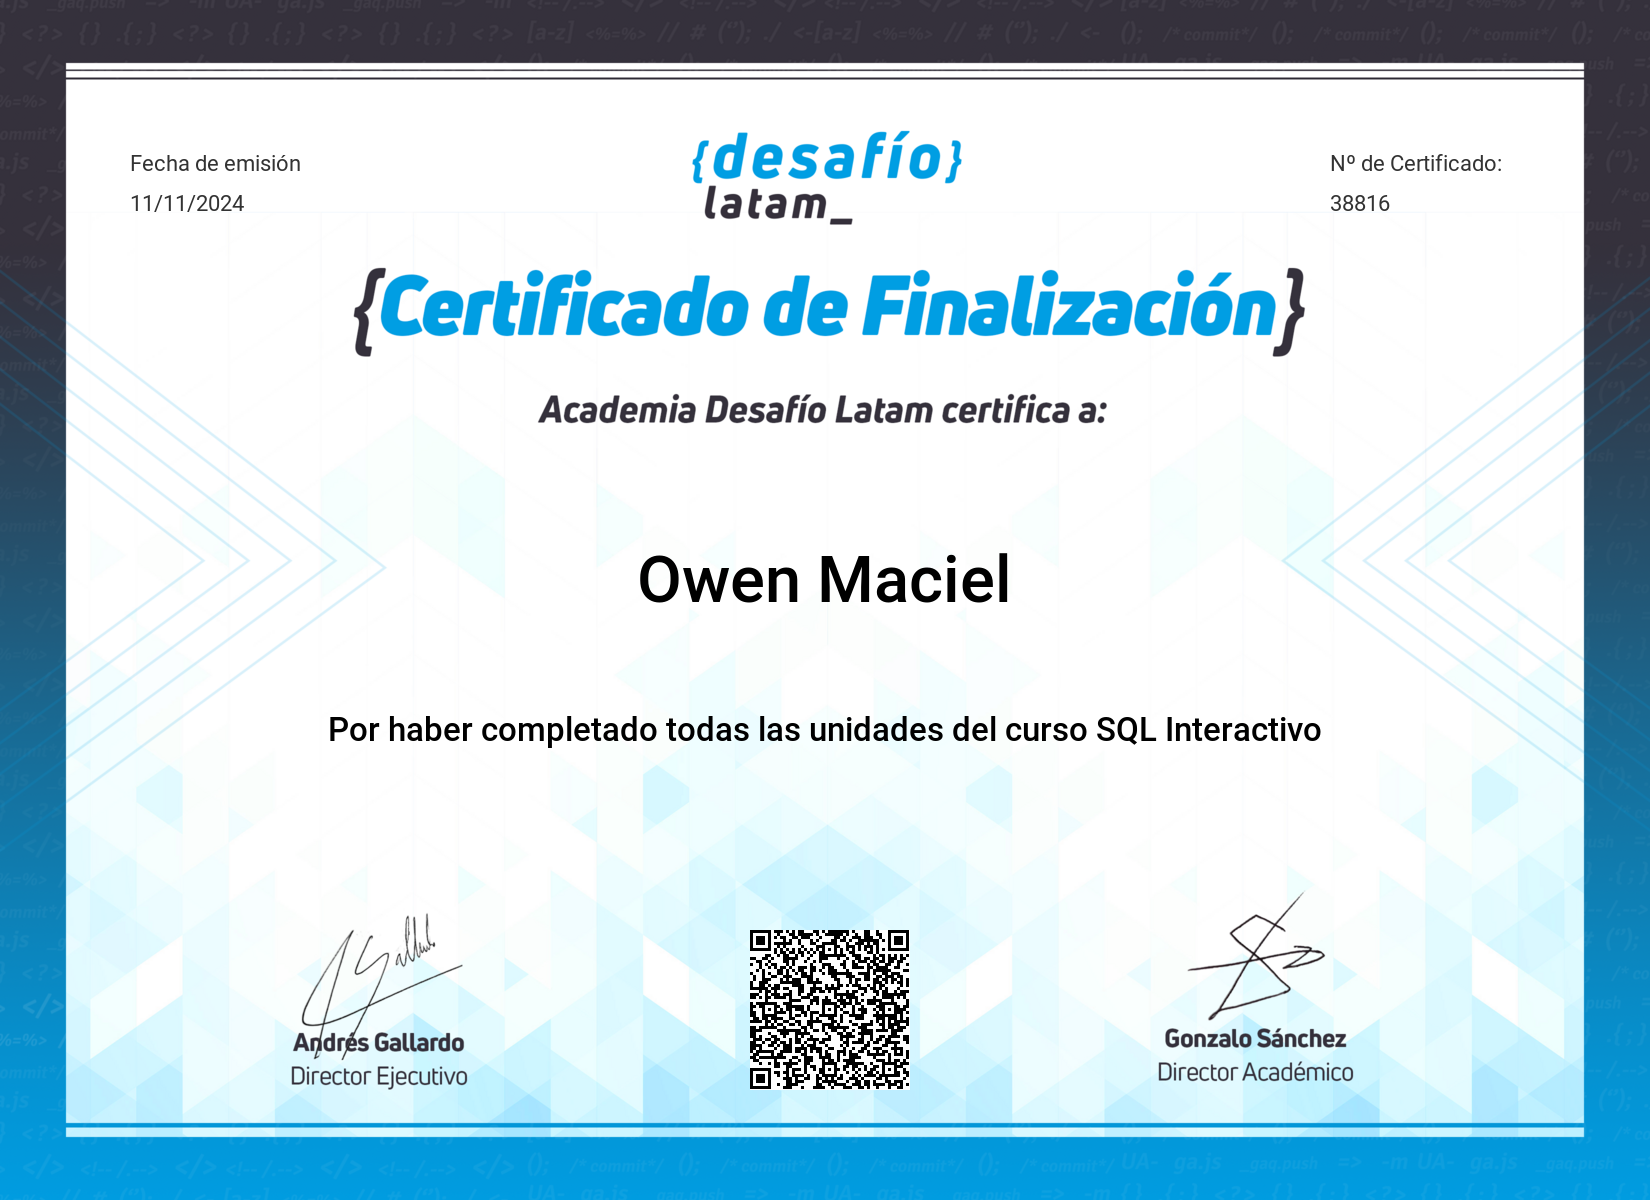 Fecha de emisión
11/11/2024
{desafío}
latam_
Nº de Certificado:
38816
{Certificado de Finalización}
Academia Desafío Latam certifica a:
Owen Maciel
Por haber completado todas las unidades del curso SQL Interactivo
Andrés Gallardo
Director Ejecutivo
Gonzalo Sánchez
Director Académico